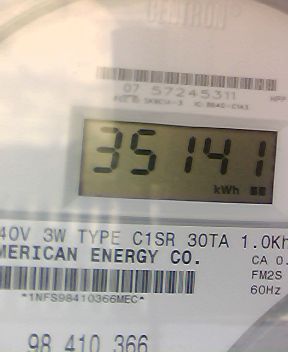 CENTRON®
07 57245311
35141
kWh
40V 3W TYPE C1SR 30TA 1.0Kh
MERICAN ENERGY CO.
CA 0.
FM2S
*1NFS98410366MEC*
60Hz
98 410 366